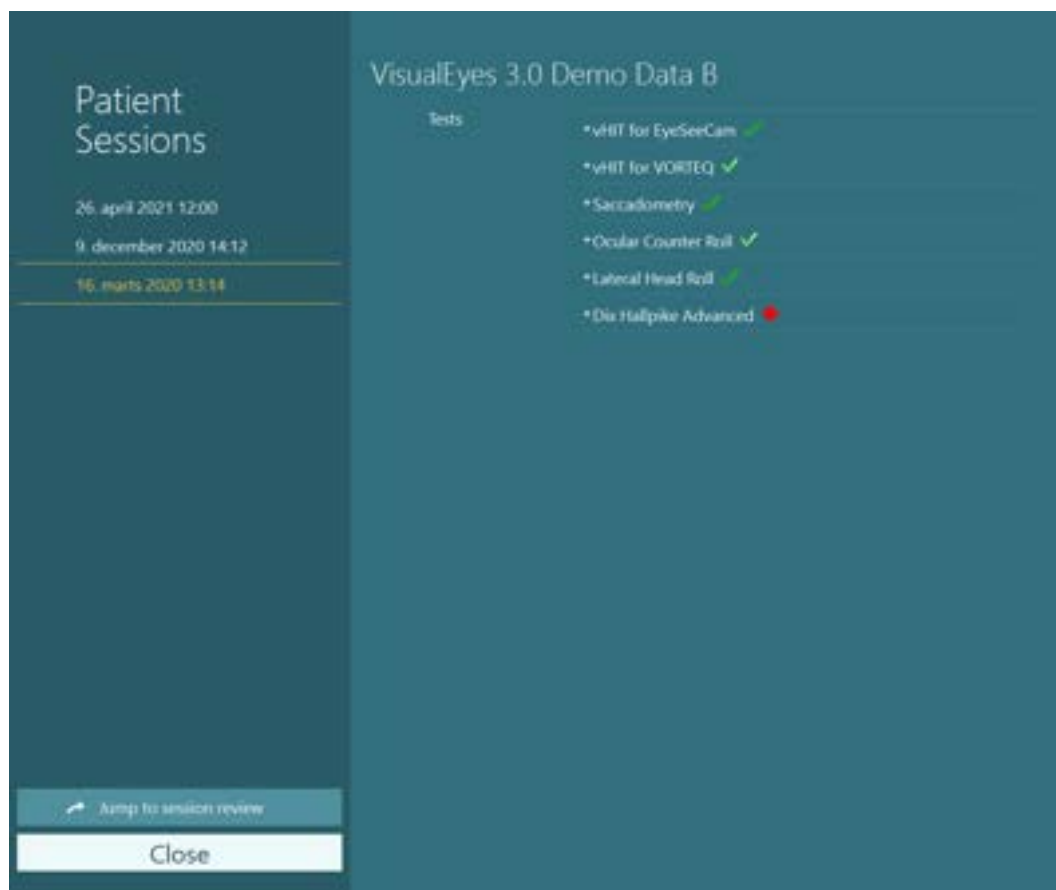 Patient
Sessions
26. april 2021 12:00
9. december 2020 14:12
16. marts 2020 13:14
Jump to session review
Close
VisualEyes 3.0 Demo Data B
Tests
vHIT for EyeSeeCam
vHIT for VORTEQ
Saccadometry
Ocular Counter Roll
Lateral Head Roll
Dix Hallpike Advanced